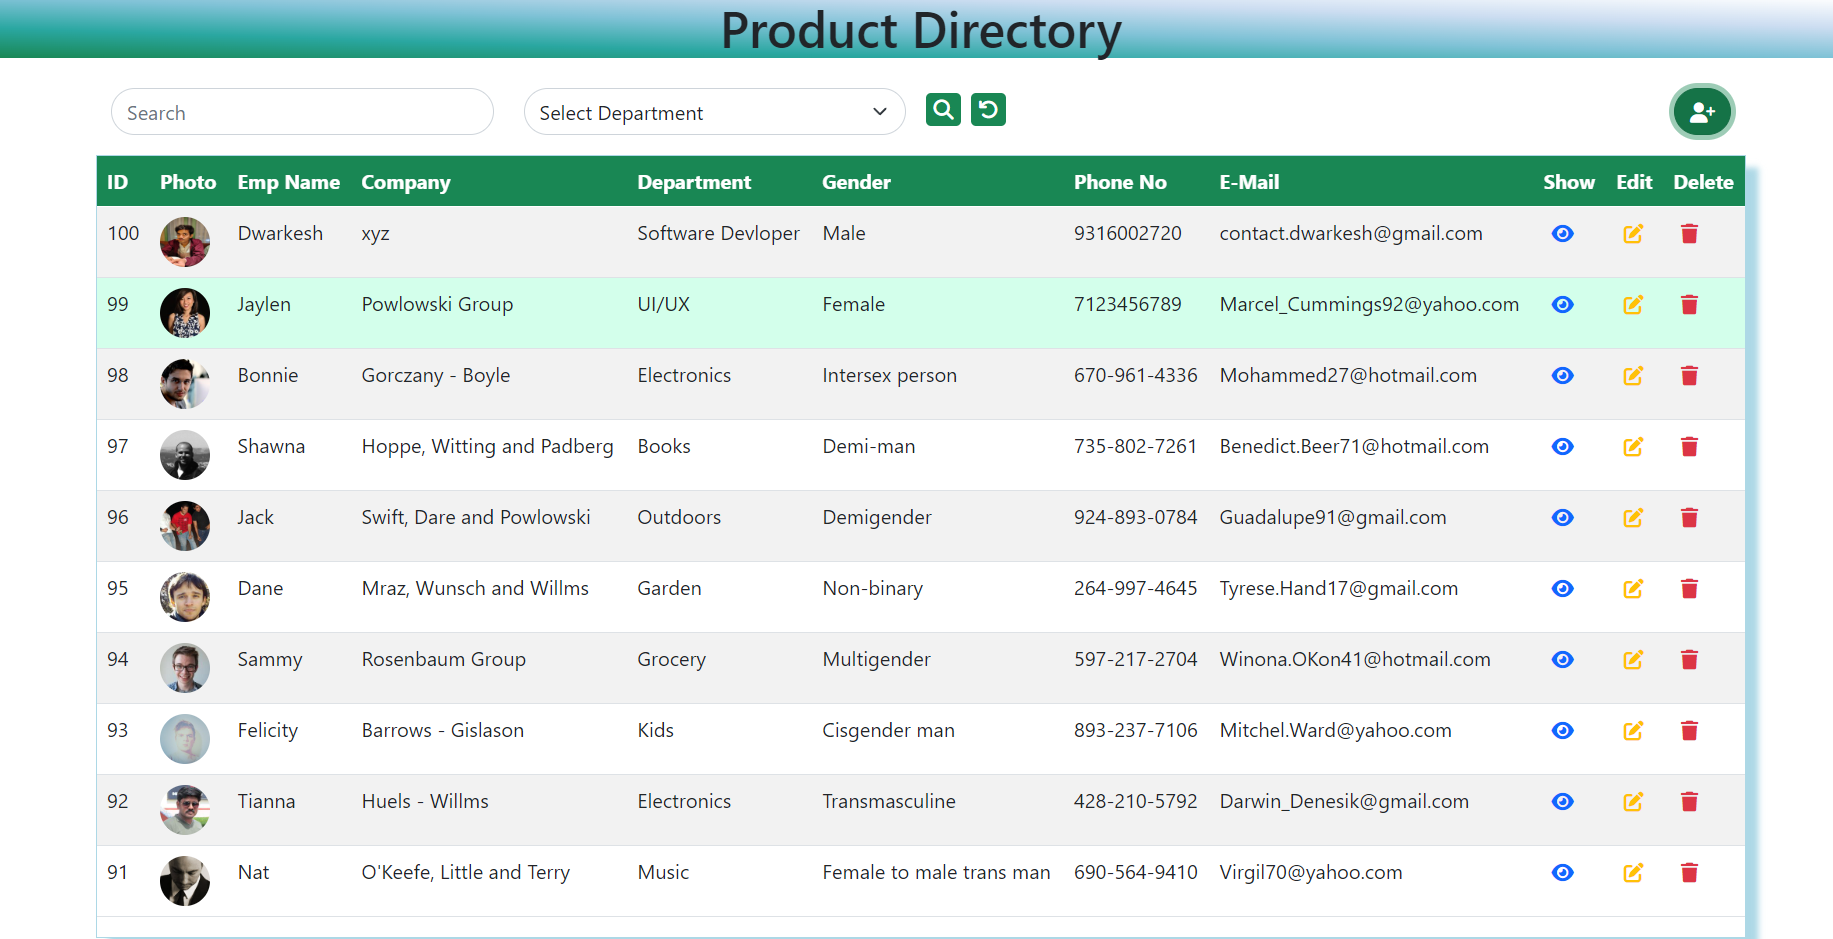 Product Directory
Search Select Department
ID Photo Emp Name Company Department Gender Phone No E-Mail Show Edit Delete
100 Dwarkesh xyz Software Devloper Male 9316002720 contact.dwarkesh@gmail.com
99 Jaylen Powlowski Group UI/UX Female 7123456789 Marcel_Cummings92@yahoo.com
98 Bonnie Gorczany - Boyle Electronics Intersex person 670-961-4336 Mohammed27@hotmail.com
97 Shawna Hoppe, Witting and Padberg Books Demi-man 735-802-7261 Benedict.Beer71@hotmail.com
96 Jack Swift, Dare and Powlowski Outdoors Demigender 924-893-0784 Guadalupe91@gmail.com
95 Dane Mraz, Wunsch and Willms Garden Non-binary 264-997-4645 Tyrese.Hand17@gmail.com
94 Sammy Rosenbaum Group Grocery Multigender 597-217-2704 Winona.OKon41@hotmail.com
93 Felicity Barrows - Gislason Kids Cisgender man 893-237-7106 Mitchel.Ward@yahoo.com
92 Tianna Huels - Willms Electronics Transmasculine 428-210-5792 Darwin_Denesik@gmail.com
91 Nat O'Keefe, Little and Terry Music Female to male trans man 690-564-9410 Virgil70@yahoo.com